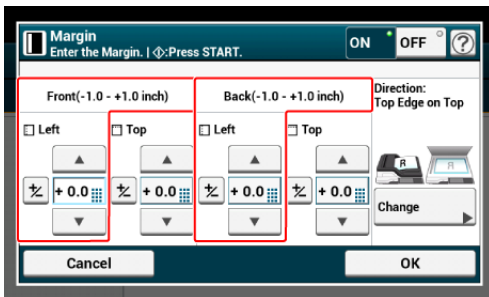 Margin
Enter the Margin. | :Press START.
ON OFF ?
Front(-1.0 - +1.0 inch) Back(-1.0 - +1.0 inch)
Direction:
Top Edge on Top
Left Top Left Top
R R
+ 0.0 + 0.0 + 0.0 + 0.0
Change
Cancel OK